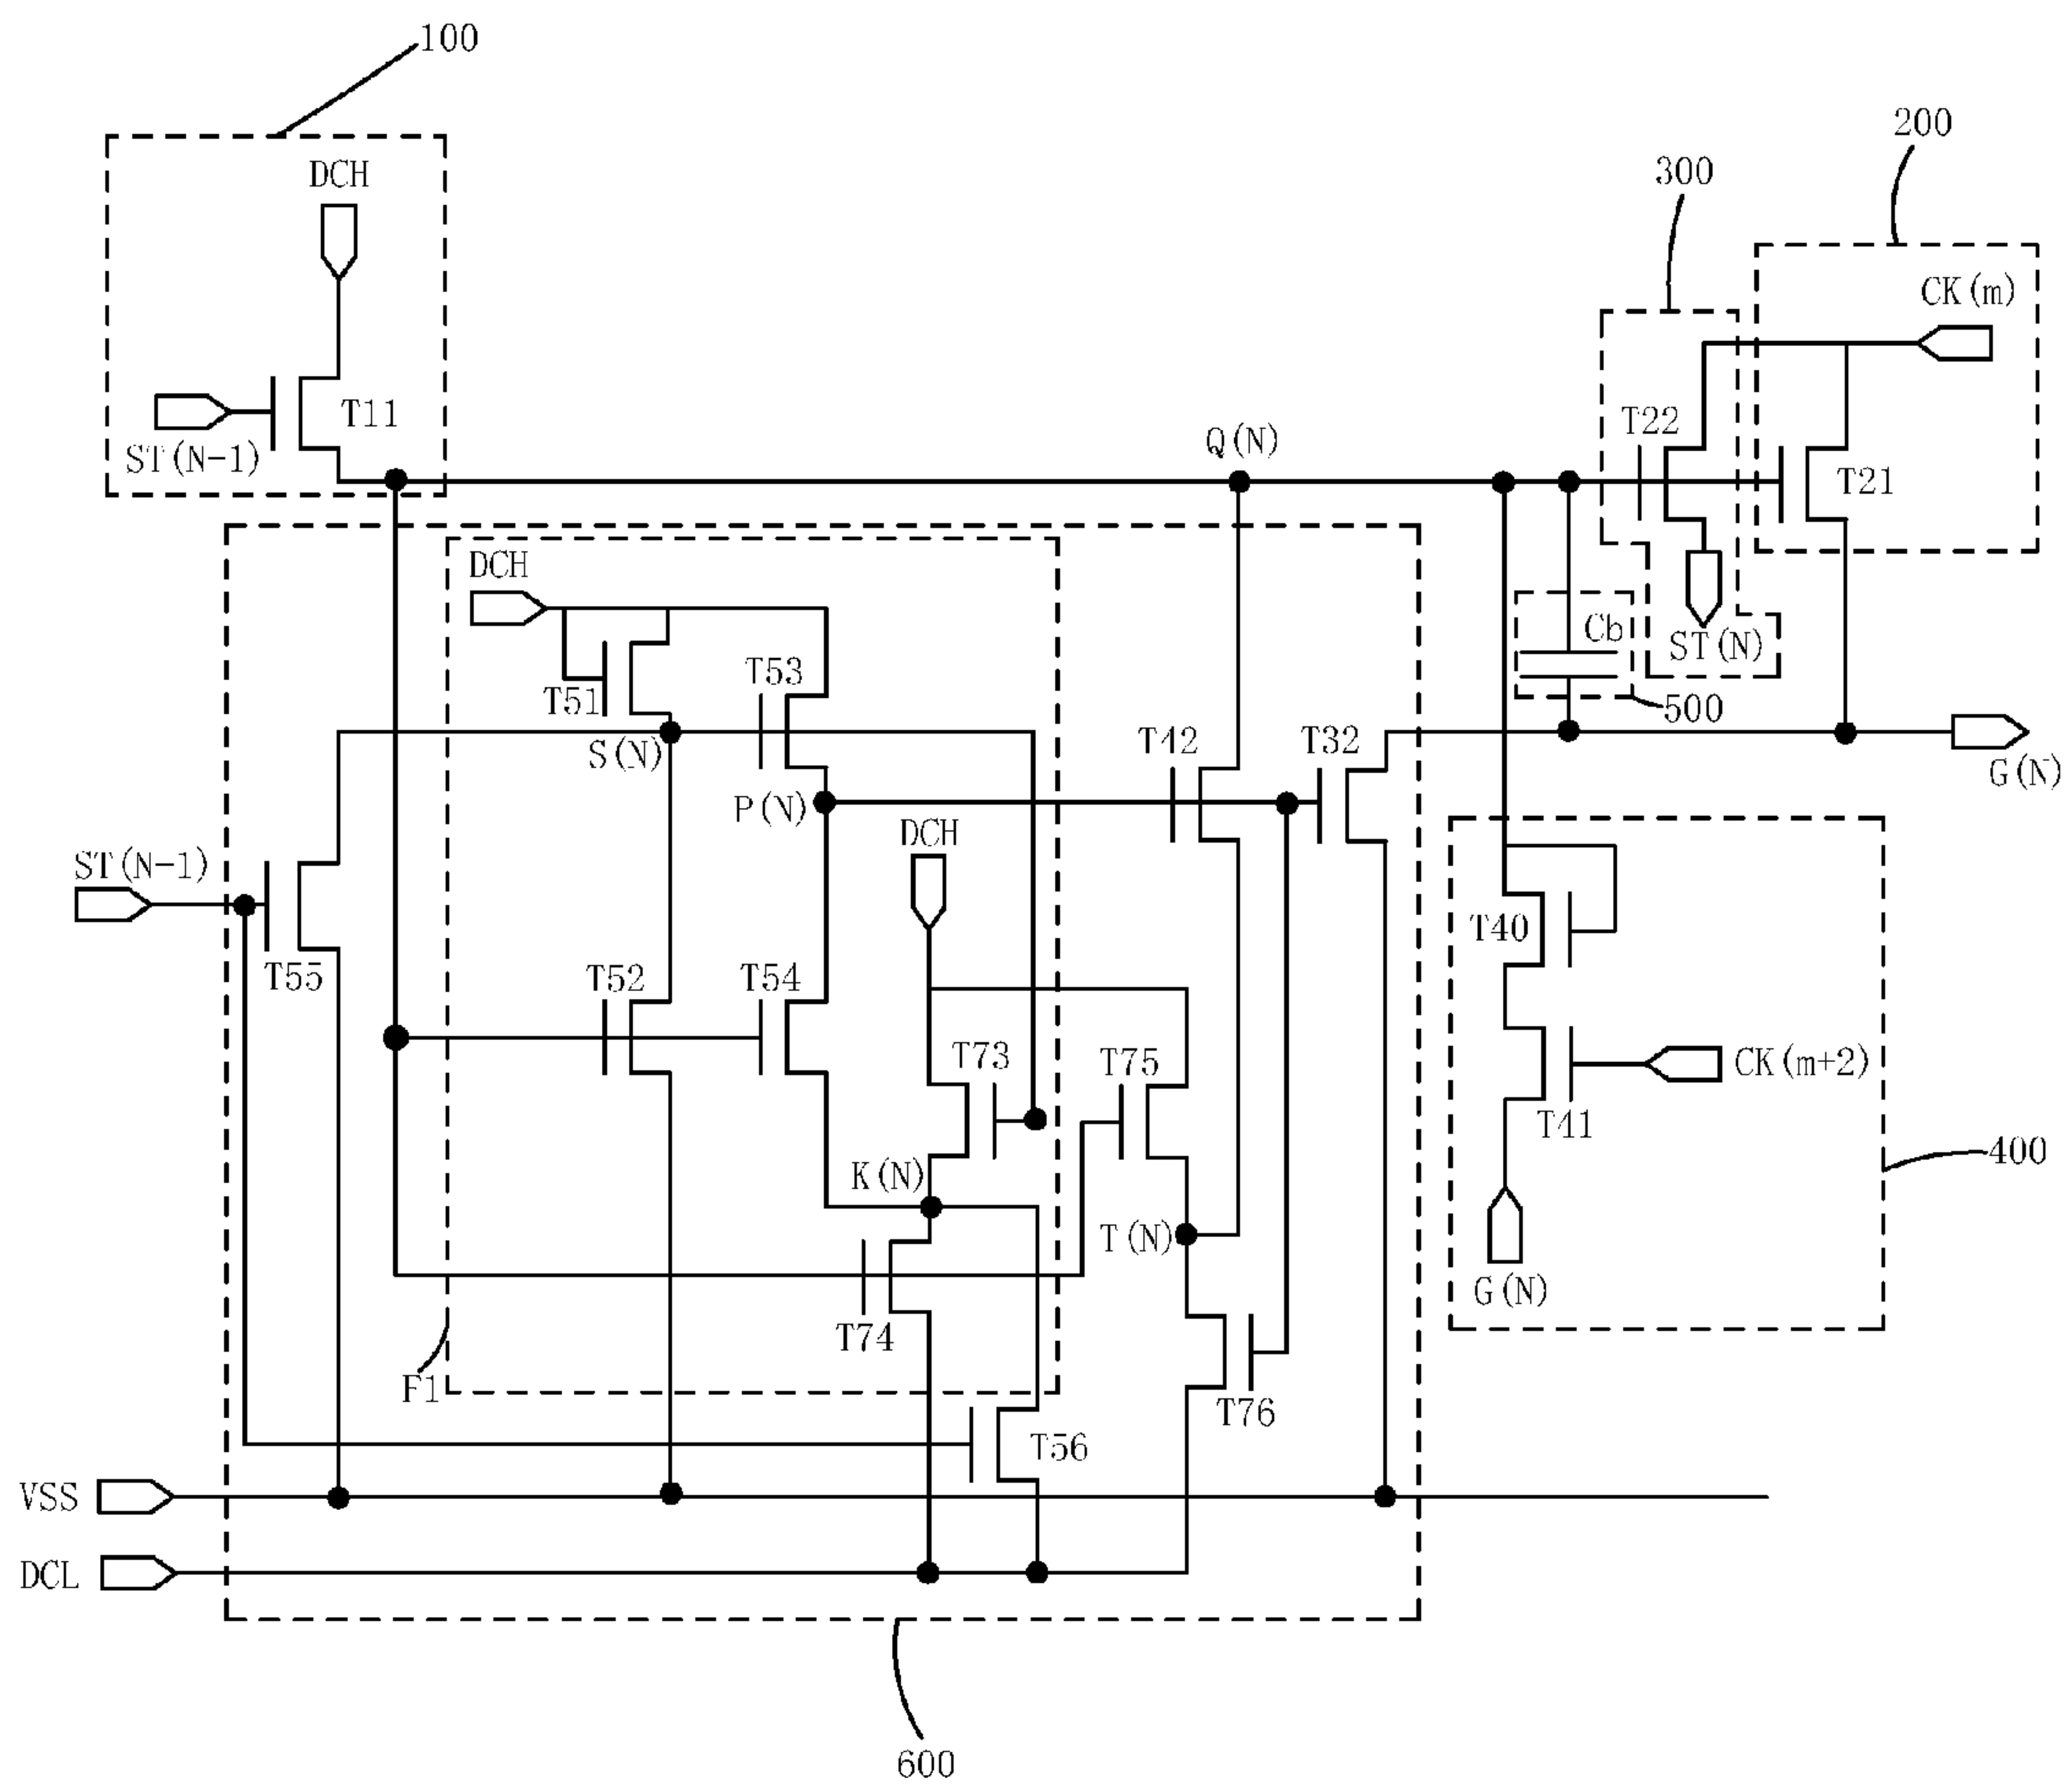 100
200
DCH
300
CK(m)
T11
T22
Q(N)
ST(N-1)
T21
DCH
Cb
T53
ST(N)
T51
500
S(N)
T42
T32
G(N)
P(N)
DCH
ST(N-1)
T40
T55
T52
T54
T73
T75
CK(m+2)
T41
400
K(N)
T(N)
G(N)
T74
F1
T76
T56
VSS
DCL
600